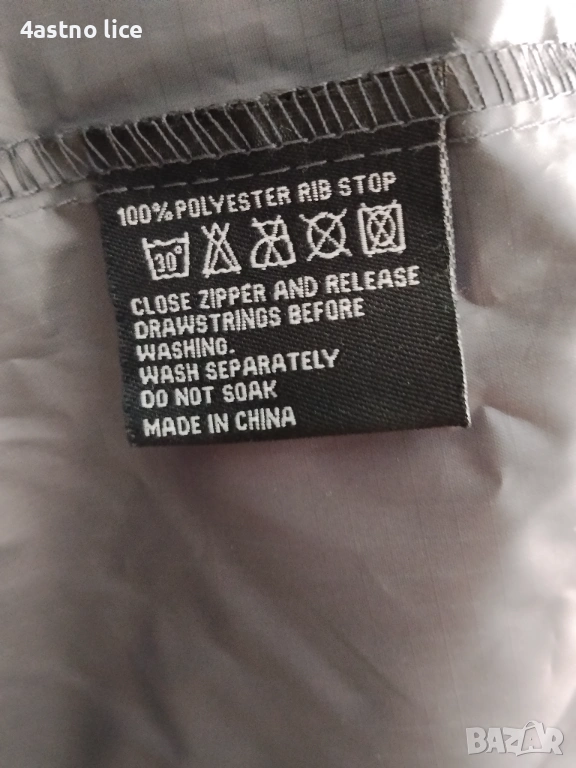 4astno lice
100% POLYESTER RIB STOP
30°
CLOSE ZIPPER AND RELEASE
DRAWSTRINGS BEFORE
WASHING.
WASH SEPARATELY
DO NOT SOAK
MADE IN CHINA
BAZAR